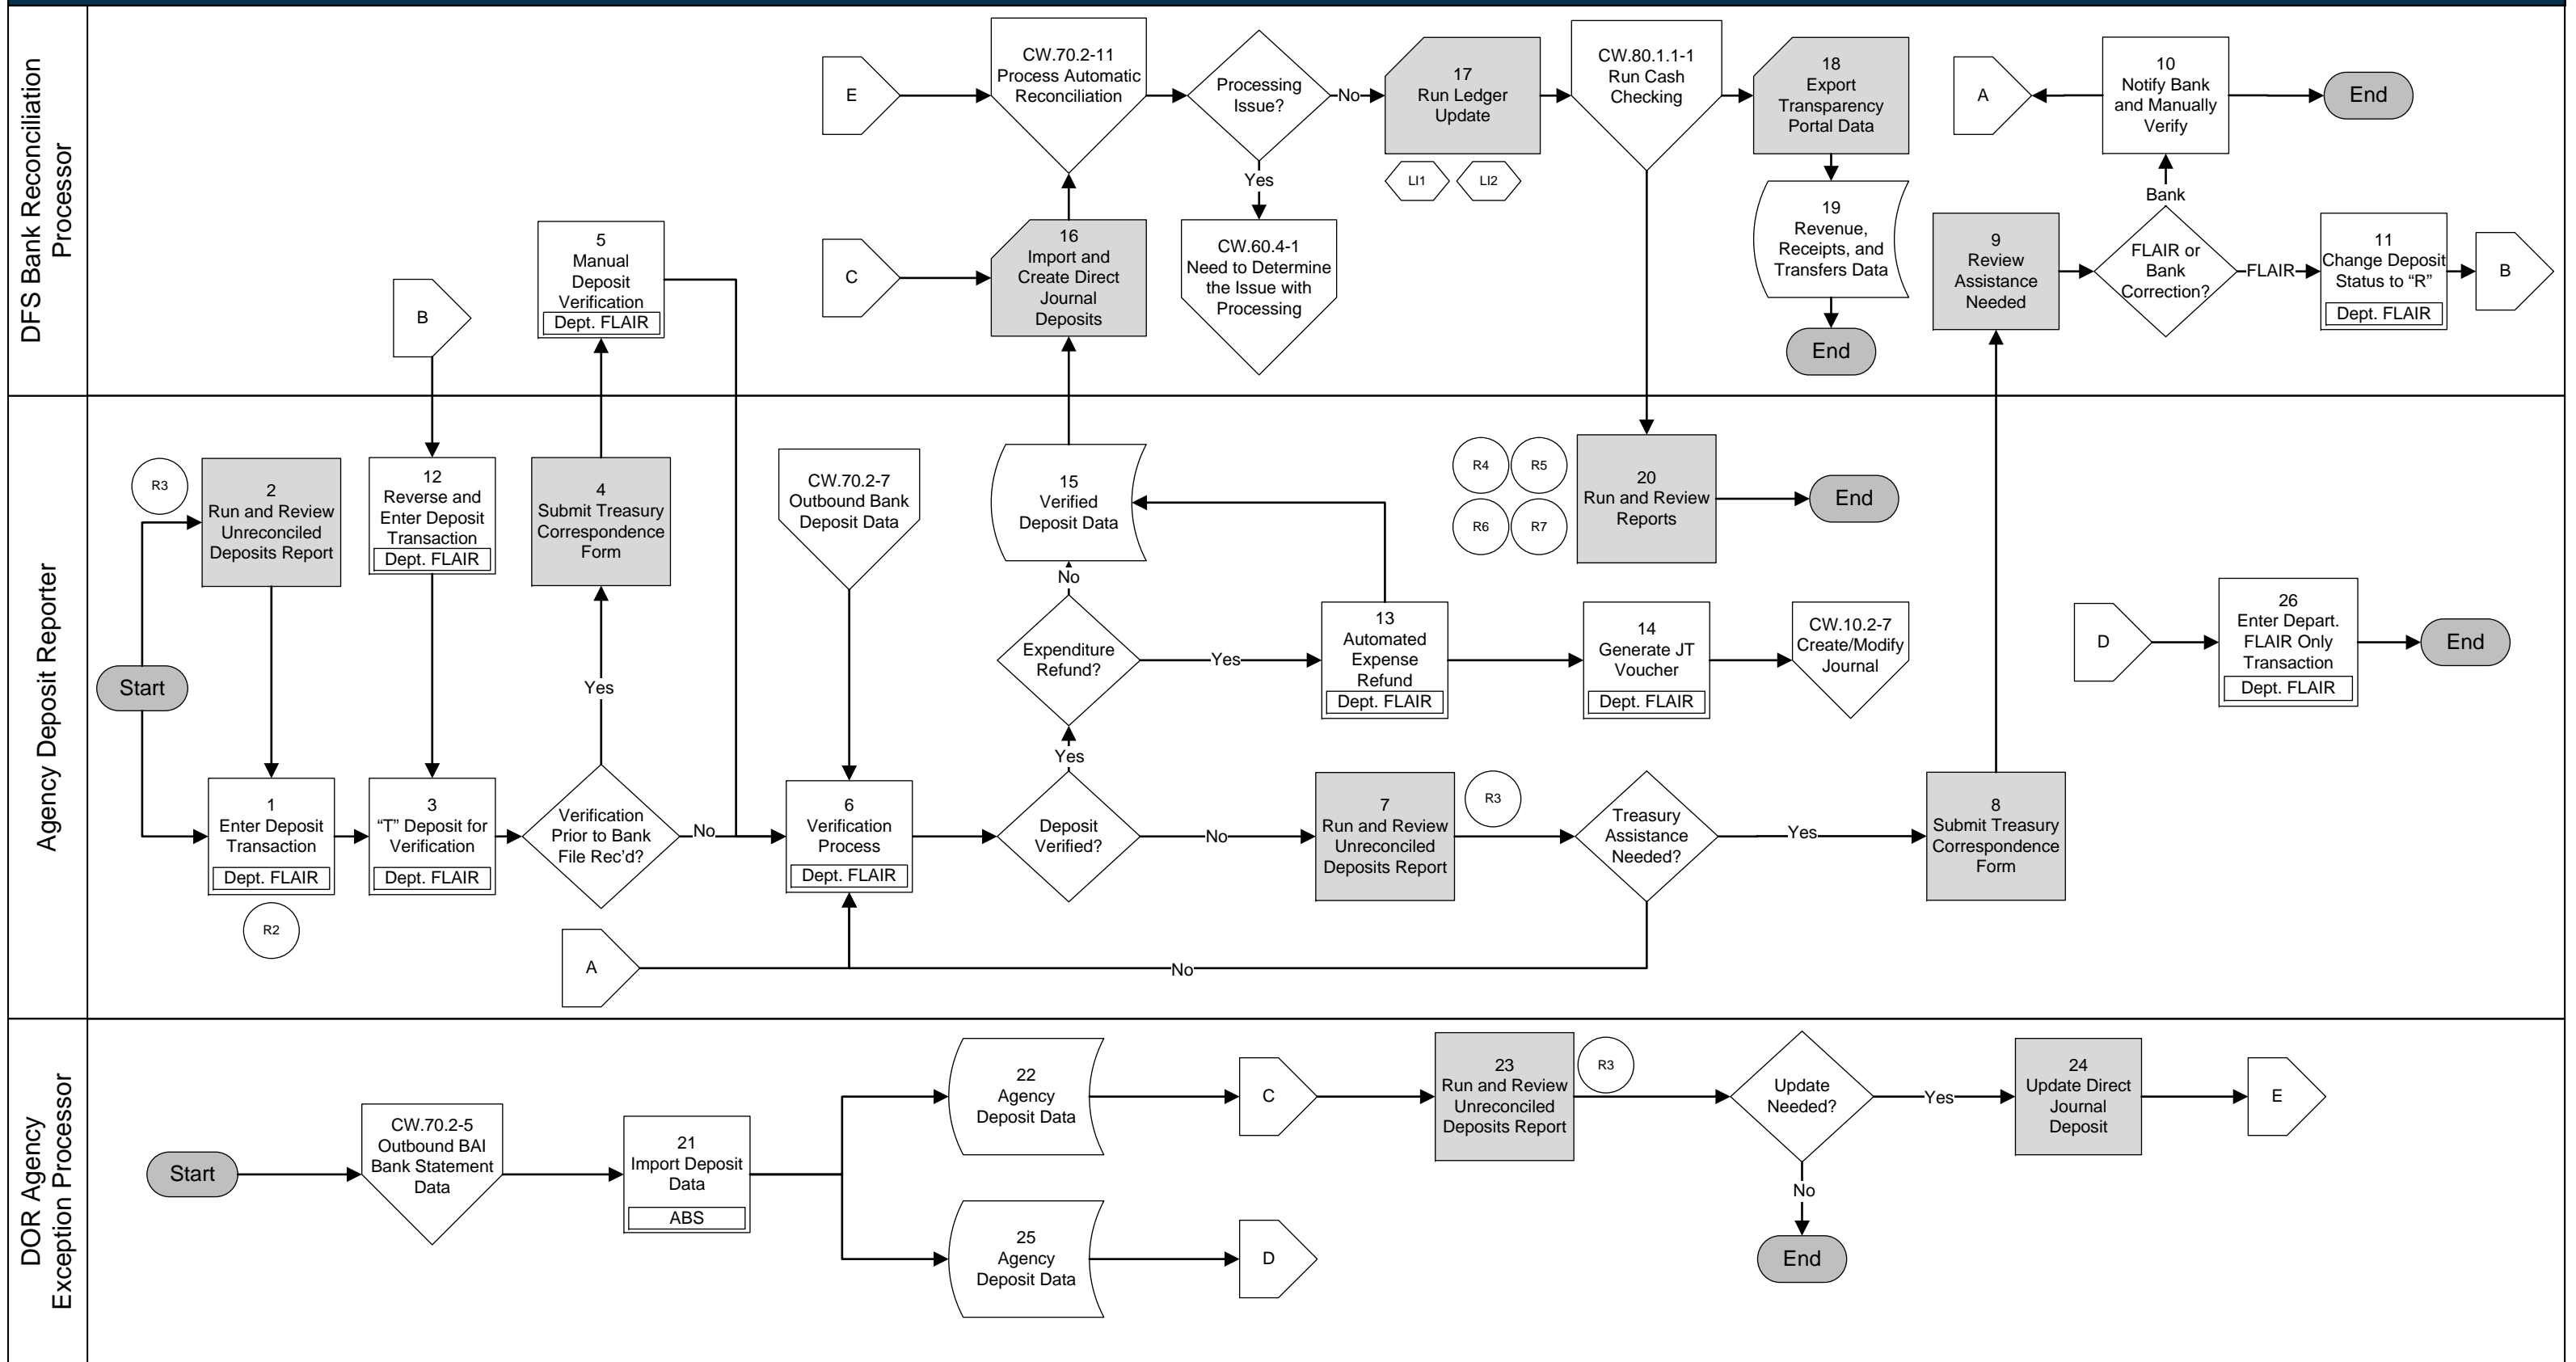 DFS Bank Reconciliation
Processor
E
CW.70.2-11
Process Automatic
Reconciliation
Processing
Issue?
No
17
Run Ledger
Update
LI1
LI2
CW.80.1.1-1
Run Cash
Checking
18
Export
Transparency
Portal Data
A
10
Notify Bank
and Manually
Verify
End
Yes
Bank
5
Manual
Deposit
Verification
Dept. FLAIR
B
C
16
Import and
Create Direct
Journal
Deposits
CW.60.4-1
Need to Determine
the Issue with
Processing
19
Revenue,
Receipts, and
Transfers Data
End
9
Review
Assistance
Needed
FLAIR or
Bank
Correction?
FLAIR
11
Change Deposit
Status to “R”
Dept. FLAIR
B
Agency Deposit Reporter
R3
2
Run and Review
Unreconciled
Deposits Report
12
Reverse and
Enter Deposit
Transaction
Dept. FLAIR
4
Submit Treasury
Correspondence
Form
CW.70.2-7
Outbound Bank
Deposit Data
15
Verified
Deposit Data
R4
R5
R6
R7
20
Run and Review
Reports
End
No
Start
Yes
Expenditure
Refund?
Yes
13
Automated
Expense
Refund
Dept. FLAIR
14
Generate JT
Voucher
Dept. FLAIR
CW.10.2-7
Create/Modify
Journal
D
26
Enter Depart.
FLAIR Only
Transaction
Dept. FLAIR
End
Yes
1
Enter Deposit
Transaction
Dept. FLAIR
R2
3
“T” Deposit for
Verification
Dept. FLAIR
Verification
Prior to Bank
File Rec’d?
No
6
Verification
Process
Dept. FLAIR
Deposit
Verified?
No
7
Run and Review
Unreconciled
Deposits Report
R3
Treasury
Assistance
Needed?
Yes
8
Submit Treasury
Correspondence
Form
A
No
DOR Agency
Exception Processor
Start
CW.70.2-5
Outbound BAI
Bank Statement
Data
21
Import Deposit
Data
ABS
22
Agency
Deposit Data
C
23
Run and Review
Unreconciled
Deposits Report
R3
Update
Needed?
Yes
24
Update Direct
Journal
Deposit
E
No
End
25
Agency
Deposit Data
D